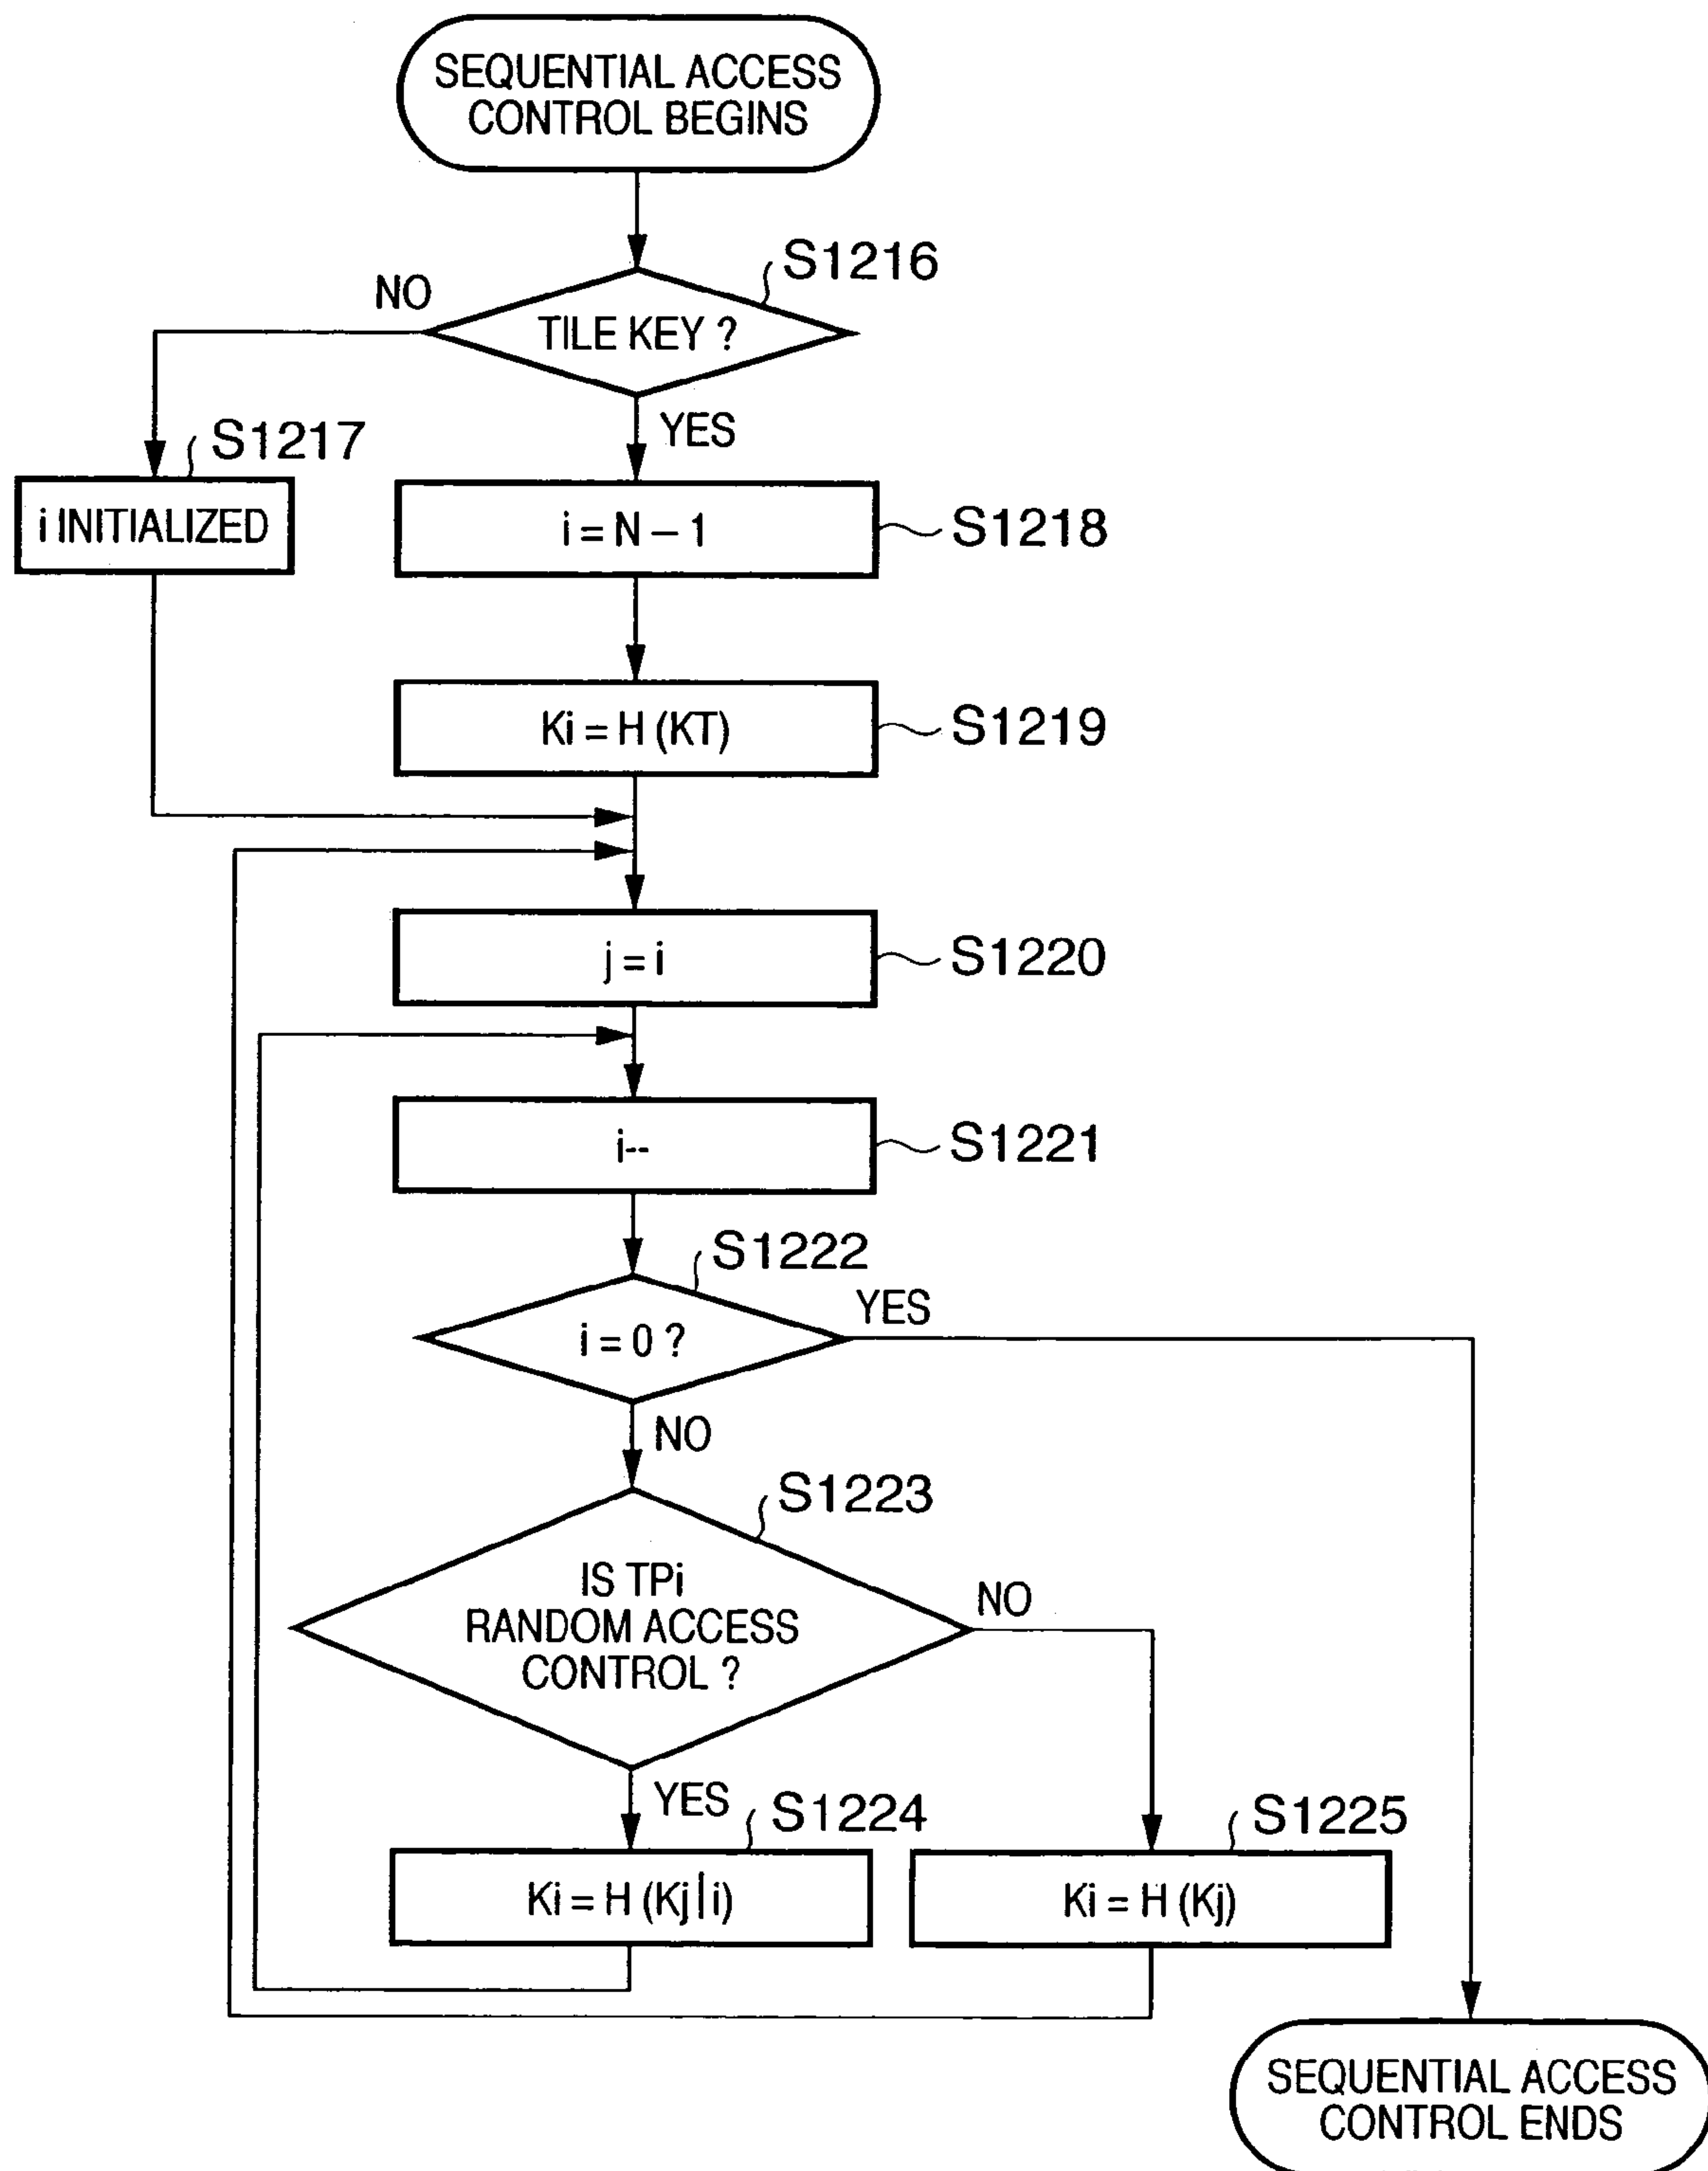 SEQUENTIAL ACCESS
CONTROL BEGINS
S1216
NO
TILE KEY ?
YES
S1217
i INITIALIZED
i = N – 1
S1218
Ki = H (KT)
S1219
j = i
S1220
i--
S1221
S1222
YES
i = 0 ?
NO
S1223
IS TPi
RANDOM ACCESS
CONTROL ?
NO
YES
S1224
S1225
Ki = H (Kj|i)
Ki = H (Kj)
SEQUENTIAL ACCESS
CONTROL ENDS